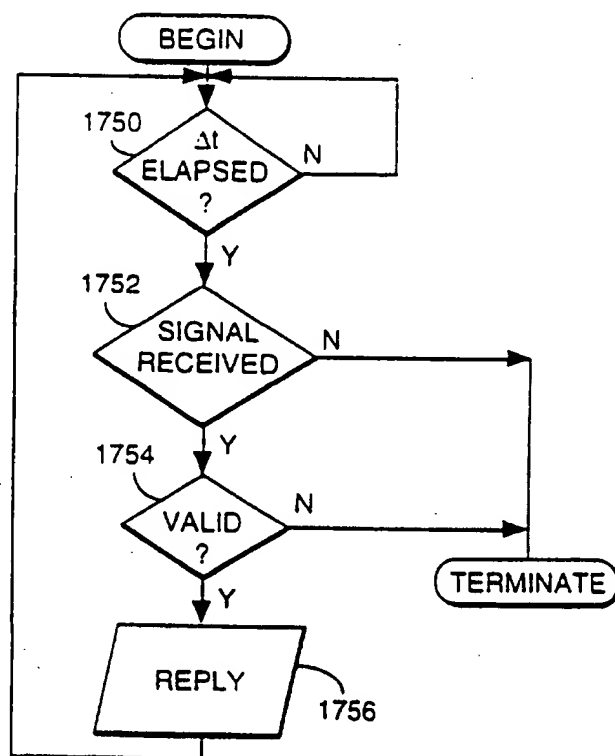 BEGIN
1750
Δt
ELAPSED
?
N
Y
1752
SIGNAL
RECEIVED
N
Y
1754
VALID
?
N
Y
TERMINATE
REPLY
1756